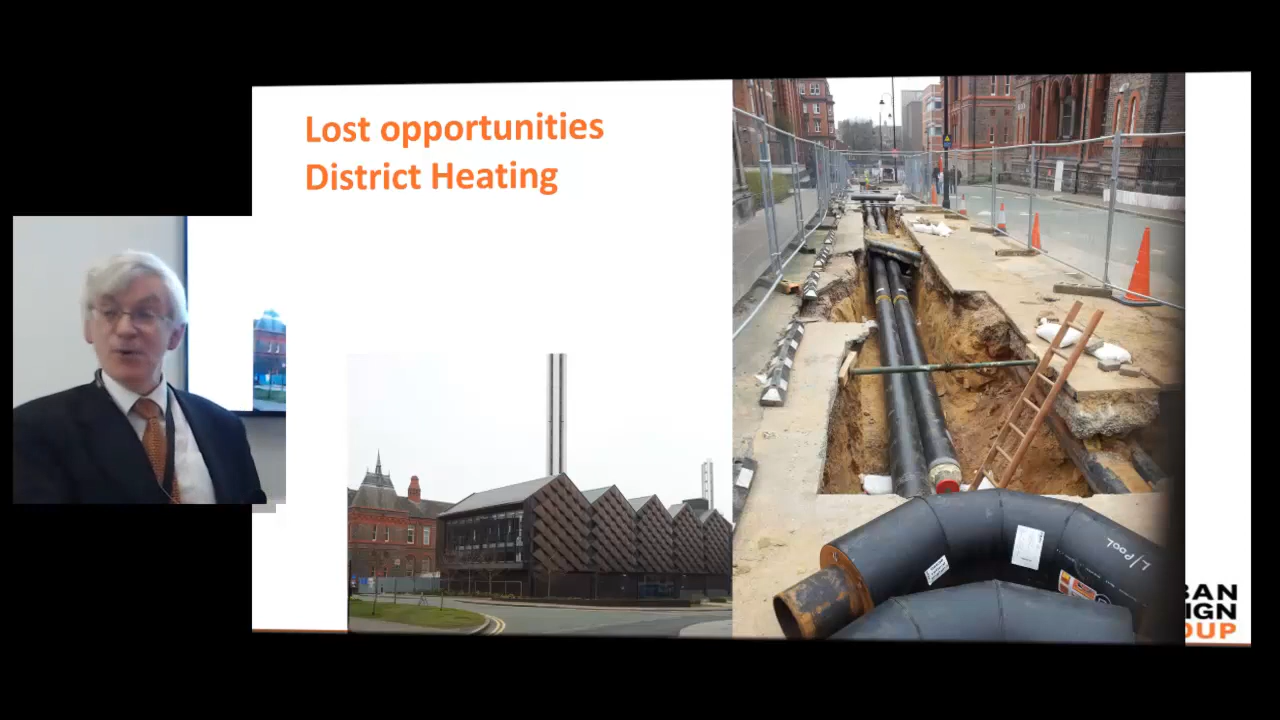 Lost opportunities
District Heating
L/POOL
BAN
IGN
OUP